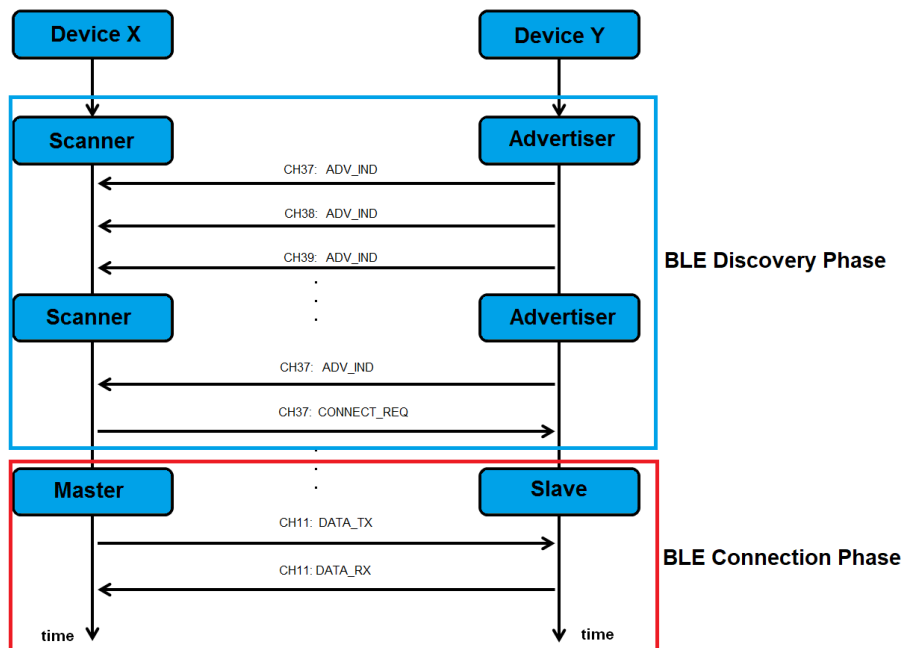 Device X
Device Y
Scanner
Advertiser
CH37: ADV_IND
CH38: ADV_IND
CH39: ADV_IND
BLE Discovery Phase
Scanner
Advertiser
CH37: ADV_IND
CH37: CONNECT_REQ
Master
Slave
CH11: DATA_TX
BLE Connection Phase
CH11: DATA_RX
time
time